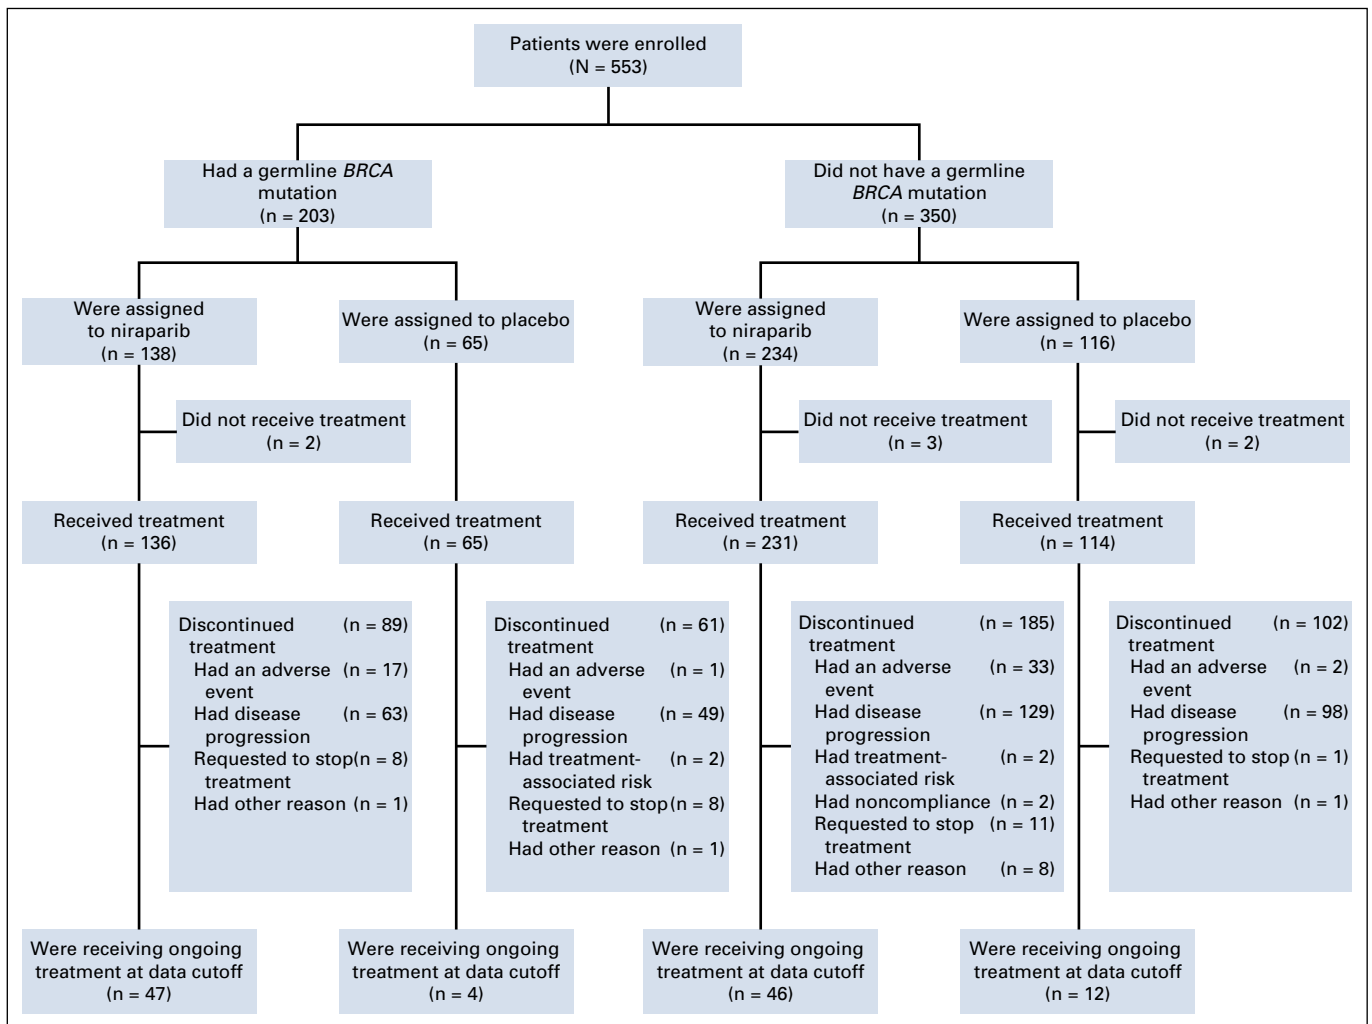 Patients were enrolled
(N = 553)
Had a germline BRCA
mutation
(n = 203)
Did not have a germline
BRCA mutation
(n = 350)
Were assigned
to niraparib
(n = 138)
Were assigned to placebo
(n = 65)
Were assigned
to niraparib
(n = 234)
Were assigned to placebo
(n = 116)
Did not receive treatment
(n = 2)
Did not receive treatment
(n = 3)
Did not receive treatment
(n = 2)
Received treatment
(n = 136)
Received treatment
(n = 65)
Received treatment
(n = 231)
Received treatment
(n = 114)
Discontinued (n = 89)
treatment
Had an adverse (n = 17)
event
Had disease (n = 63)
progression
Requested to stop (n = 8)
treatment
Had other reason (n = 1)
Discontinued (n = 61)
treatment
Had an adverse (n = 1)
event
Had disease (n = 49)
progression
Had treatment- (n = 2)
associated risk
Requested to stop (n = 8)
treatment
Had other reason (n = 1)
Discontinued (n = 185)
treatment
Had an adverse (n = 33)
event
Had disease (n = 129)
progression
Had treatment- (n = 2)
associated risk
Had noncompliance (n = 2)
Requested to stop (n = 11)
treatment
Had other reason (n = 8)
Discontinued (n = 102)
treatment
Had an adverse (n = 2)
event
Had disease (n = 98)
progression
Requested to stop (n = 1)
treatment
Had other reason (n = 1)
Were receiving ongoing
treatment at data cutoff
(n = 47)
Were receiving ongoing
treatment at data cutoff
(n = 4)
Were receiving ongoing
treatment at data cutoff
(n = 46)
Were receiving ongoing
treatment at data cutoff
(n = 12)